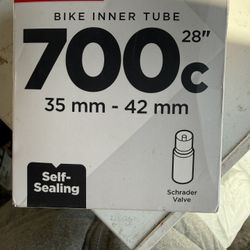 BIKE INNER TUBE
700c 28"
35 mm - 42 mm
Self-
Sealing
Schrader
Valve